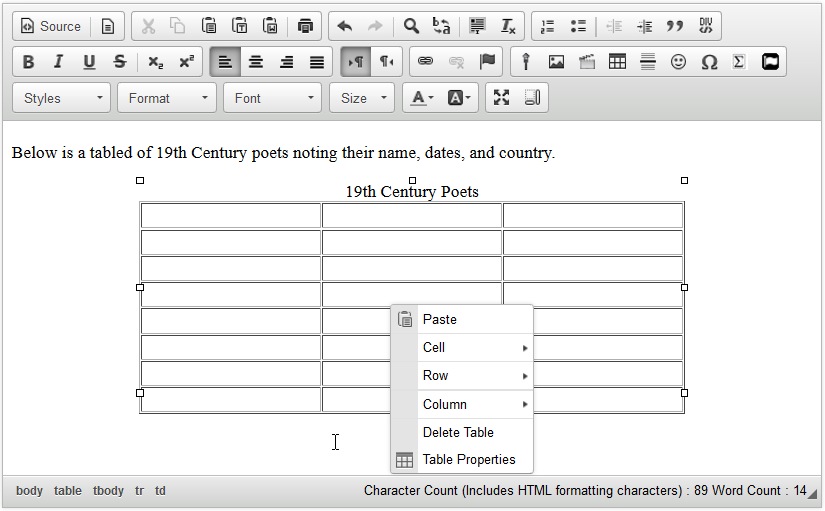 Source
B I U S x₂ x²
Styles Format Font Size A A
Below is a tabled of 19th Century poets noting their name, dates, and country.
19th Century Poets
Paste
Cell
Row
Column
Delete Table
Table Properties
body table tbody tr td Character Count (Includes HTML formatting characters) : 89 Word Count : 14